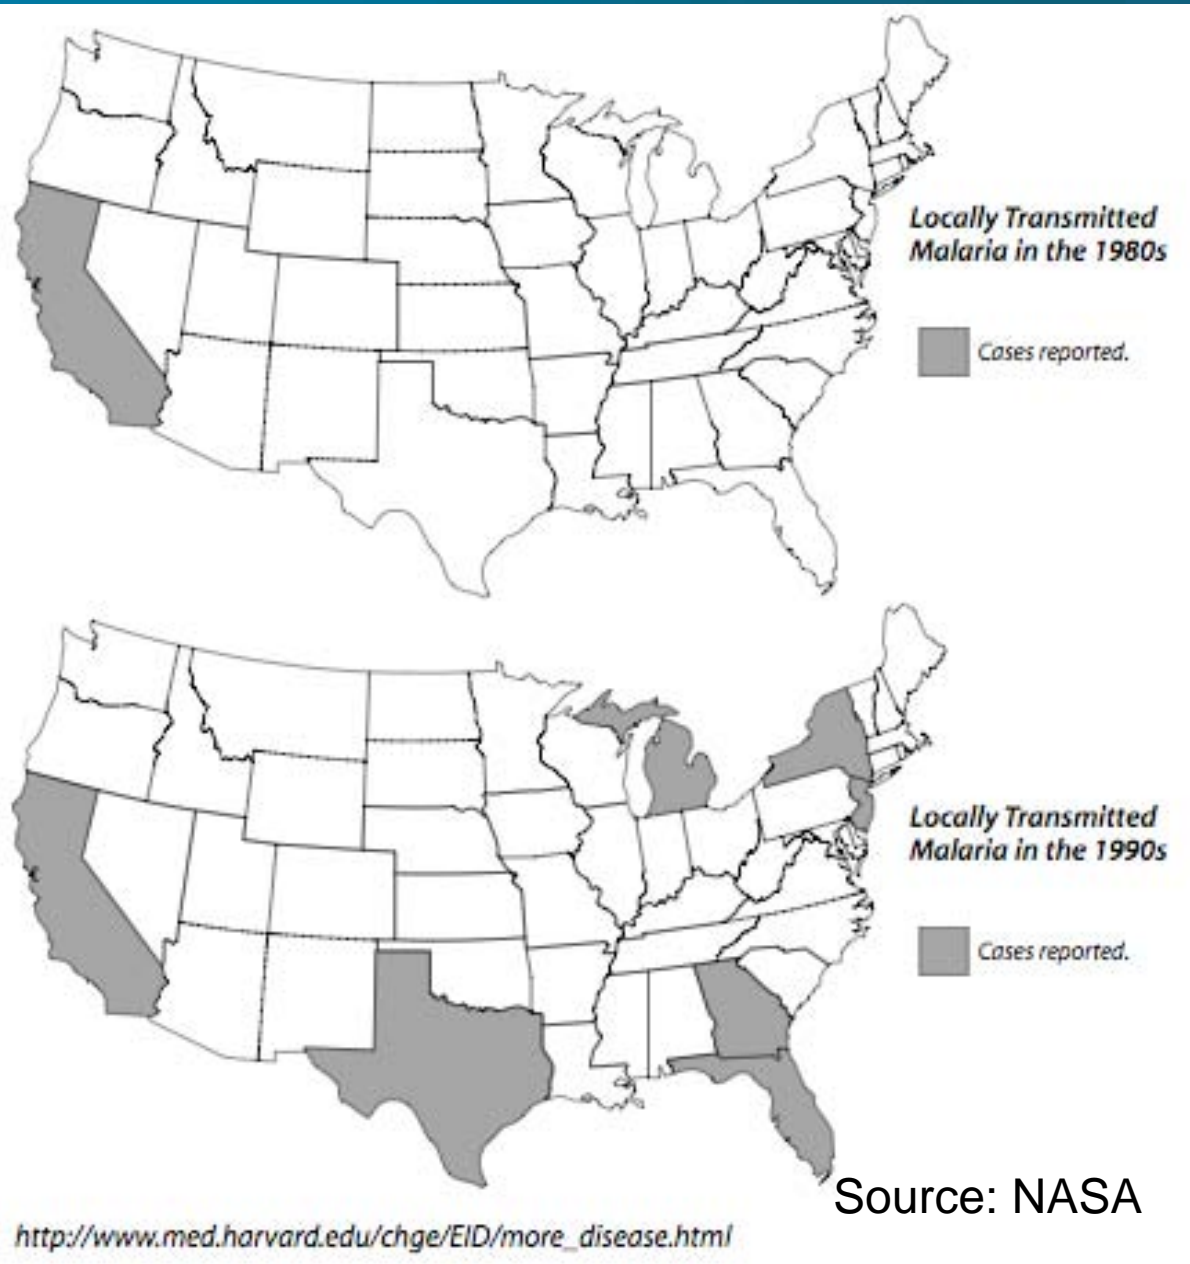 Locally Transmitted
Malaria in the 1980s
Cases reported.
Locally Transmitted
Malaria in the 1990s
Cases reported.
Source: NASA
http://www.med.harvard.edu/chge/EID/more_disease.html